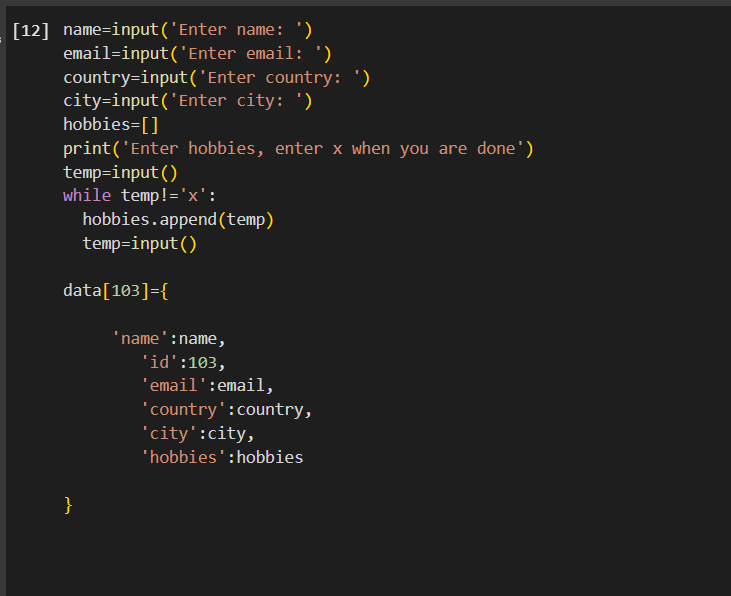 [12] name=input('Enter name: ')
email=input('Enter email: ')
country=input('Enter country: ')
city=input('Enter city: ')
hobbies=[]
print('Enter hobbies, enter x when you are done')
temp=input()
while temp!='x':
  hobbies.append(temp)
  temp=input()
data[103]={
     'name':name,
        'id':103,
        'email':email,
        'country':country,
        'city':city,
        'hobbies':hobbies
}